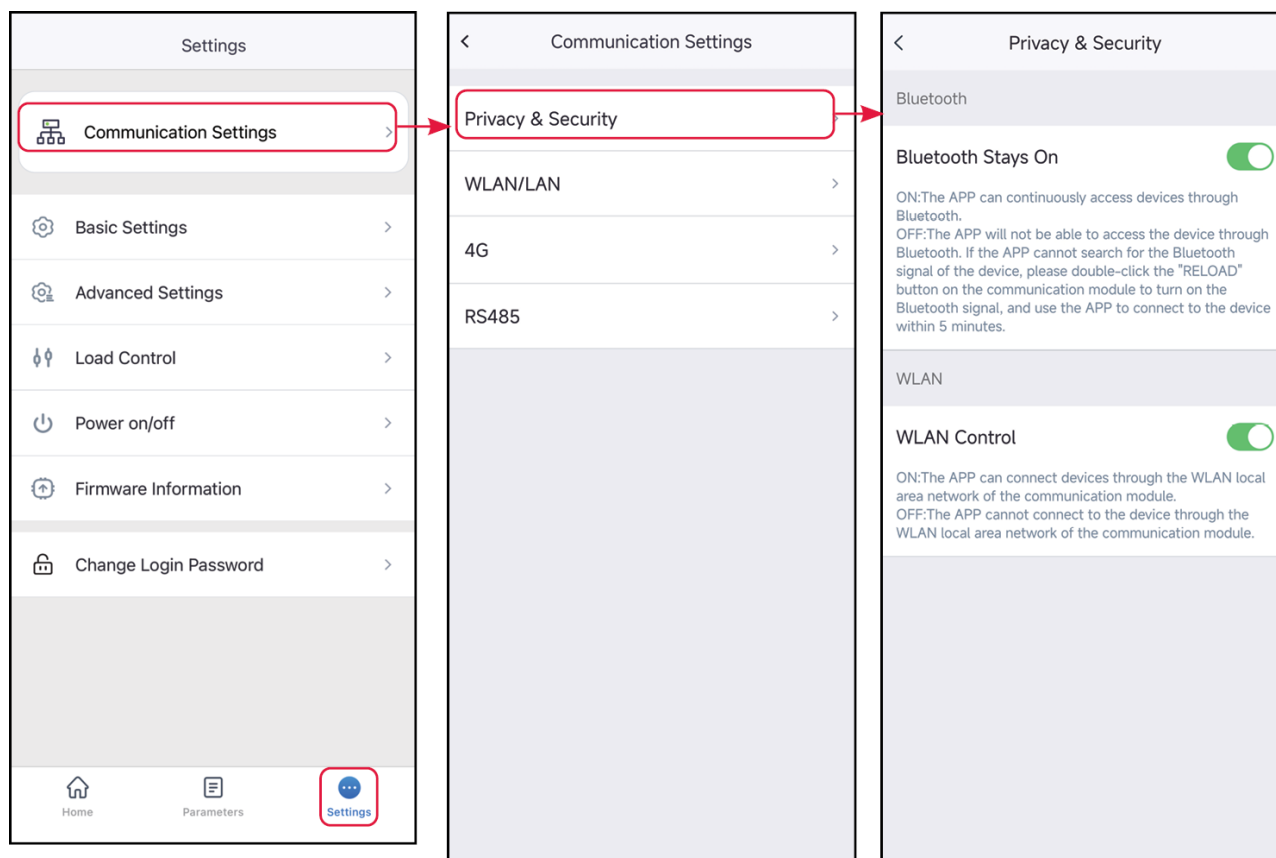 Settings
Communication Settings
Basic Settings
Advanced Settings
Load Control
Power on/off
Firmware Information
Change Login Password
Home
Parameters
Settings
Communication Settings
Privacy & Security
WLAN/LAN
4G
RS485
Privacy & Security
Bluetooth
Bluetooth Stays On
ON:The APP can continuously access devices through
Bluetooth.
OFF:The APP will not be able to access the device through
Bluetooth. If the APP cannot search for the Bluetooth
signal of the device, please double-click the "RELOAD"
button on the communication module to turn on the
Bluetooth signal, and use the APP to connect to the device
within 5 minutes.
WLAN
WLAN Control
ON:The APP can connect devices through the WLAN local
area network of the communication module.
OFF:The APP cannot connect to the device through the
WLAN local area network of the communication module.